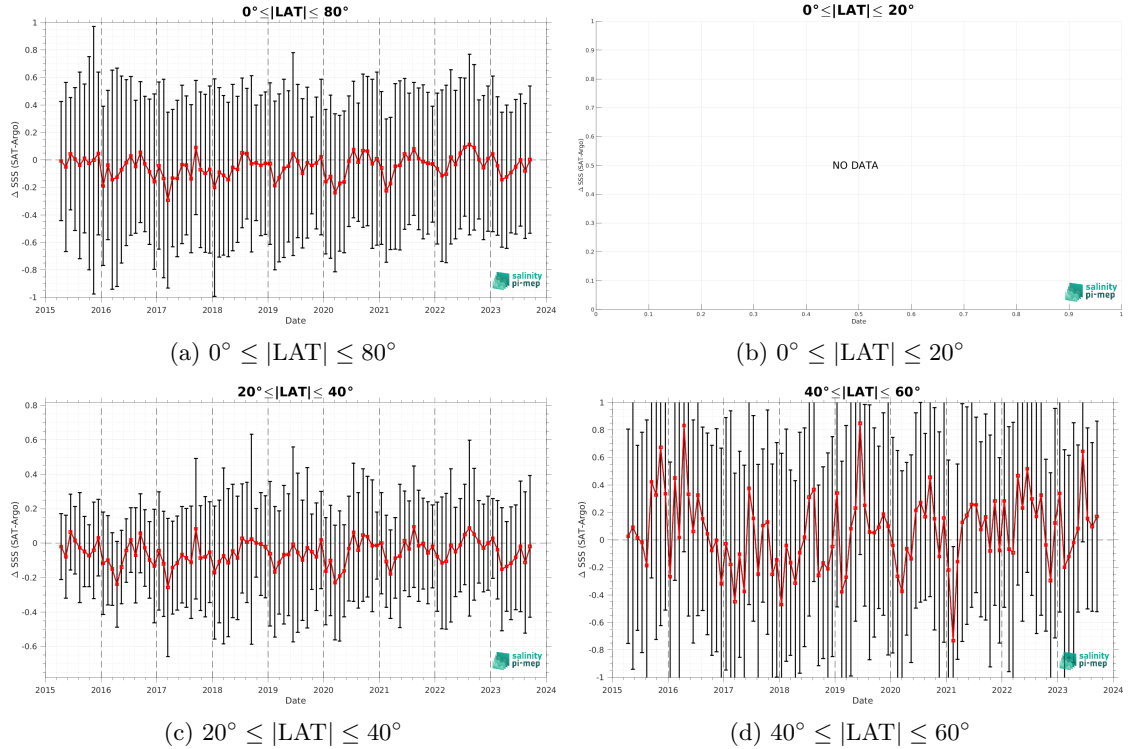 0°≤|LAT|≤ 80°
Δ SSS (SAT-Argo)
1
0.8
0.6
0.4
0.2
0
-0.2
-0.4
-0.6
-0.8
-1
2015 2016 2017 2018 2019 2020 2021 2022 2023 2024
Date
salinity
pi-mep
(a) 0° ≤ |LAT| ≤ 80°
0°≤|LAT|≤ 20°
Δ SSS (SAT-Argo)
1
0.9
0.8
0.7
0.6
0.5
0.4
0.3
0.2
0.1
0
NO DATA
0 0.1 0.2 0.3 0.4 0.5 0.6 0.7 0.8 0.9 1
Date
salinity
pi-mep
(b) 0° ≤ |LAT| ≤ 20°
20°≤|LAT|≤ 40°
Δ SSS (SAT-Argo)
0.8
0.6
0.4
0.2
0
-0.2
-0.4
-0.6
2015 2016 2017 2018 2019 2020 2021 2022 2023 2024
Date
salinity
pi-mep
(c) 20° ≤ |LAT| ≤ 40°
40°≤|LAT|≤ 60°
Δ SSS (SAT-Argo)
1
0.8
0.6
0.4
0.2
0
-0.2
-0.4
-0.6
-0.8
-1
2015 2016 2017 2018 2019 2020 2021 2022 2023 2024
Date
salinity
pi-mep
(d) 40° ≤ |LAT| ≤ 60°